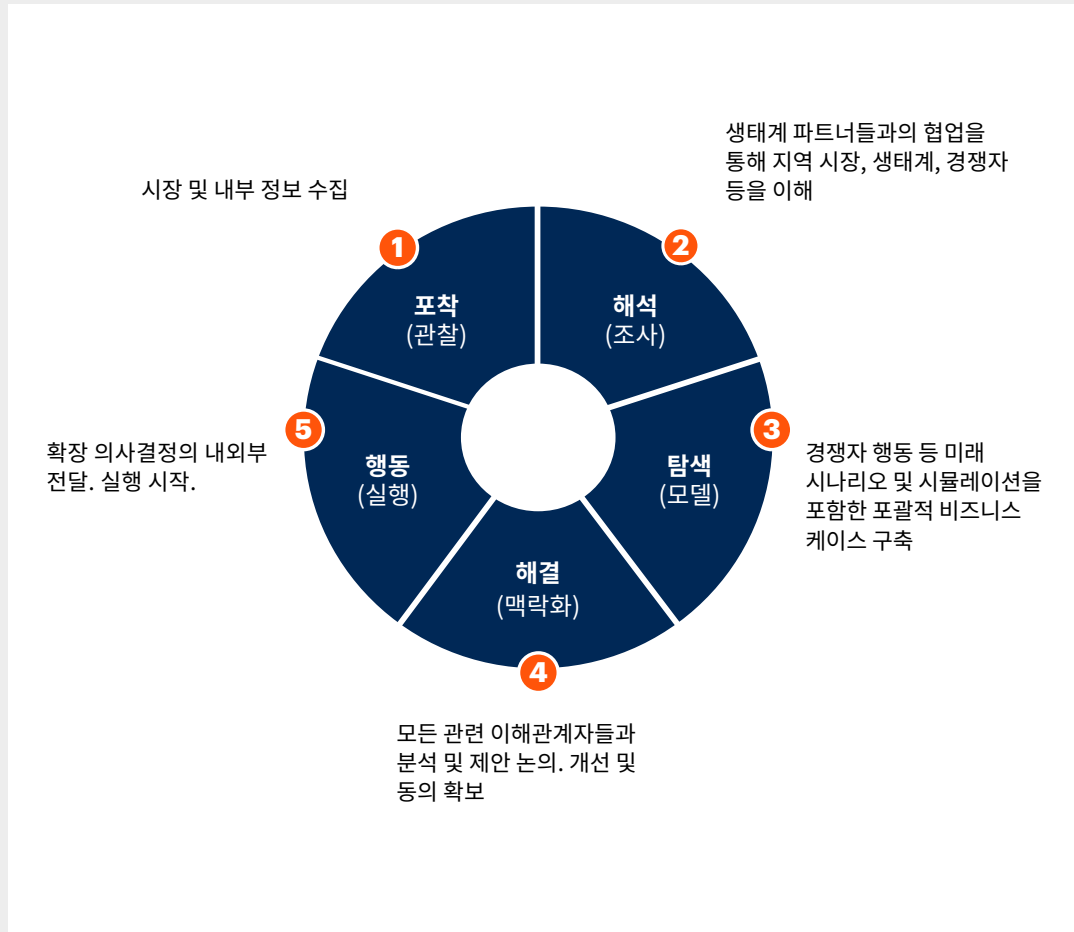 시장 및 내부 정보 수집
1
포착
(관찰)
생태계 파트너들과의 협업을
통해 지역 시장, 생태계, 경쟁자
등을 이해
2
해석
(조사)
3
탐색
(모델)
경쟁자 행동 등 미래
시나리오 및 시뮬레이션을
포함한 포괄적 비즈니스
케이스 구축
해결
(맥락화)
4
모든 관련 이해관계자들과
분석 및 제안 논의. 개선 및
동의 확보
5
행동
(실행)
확장 의사결정의 내외부
전달. 실행 시작.